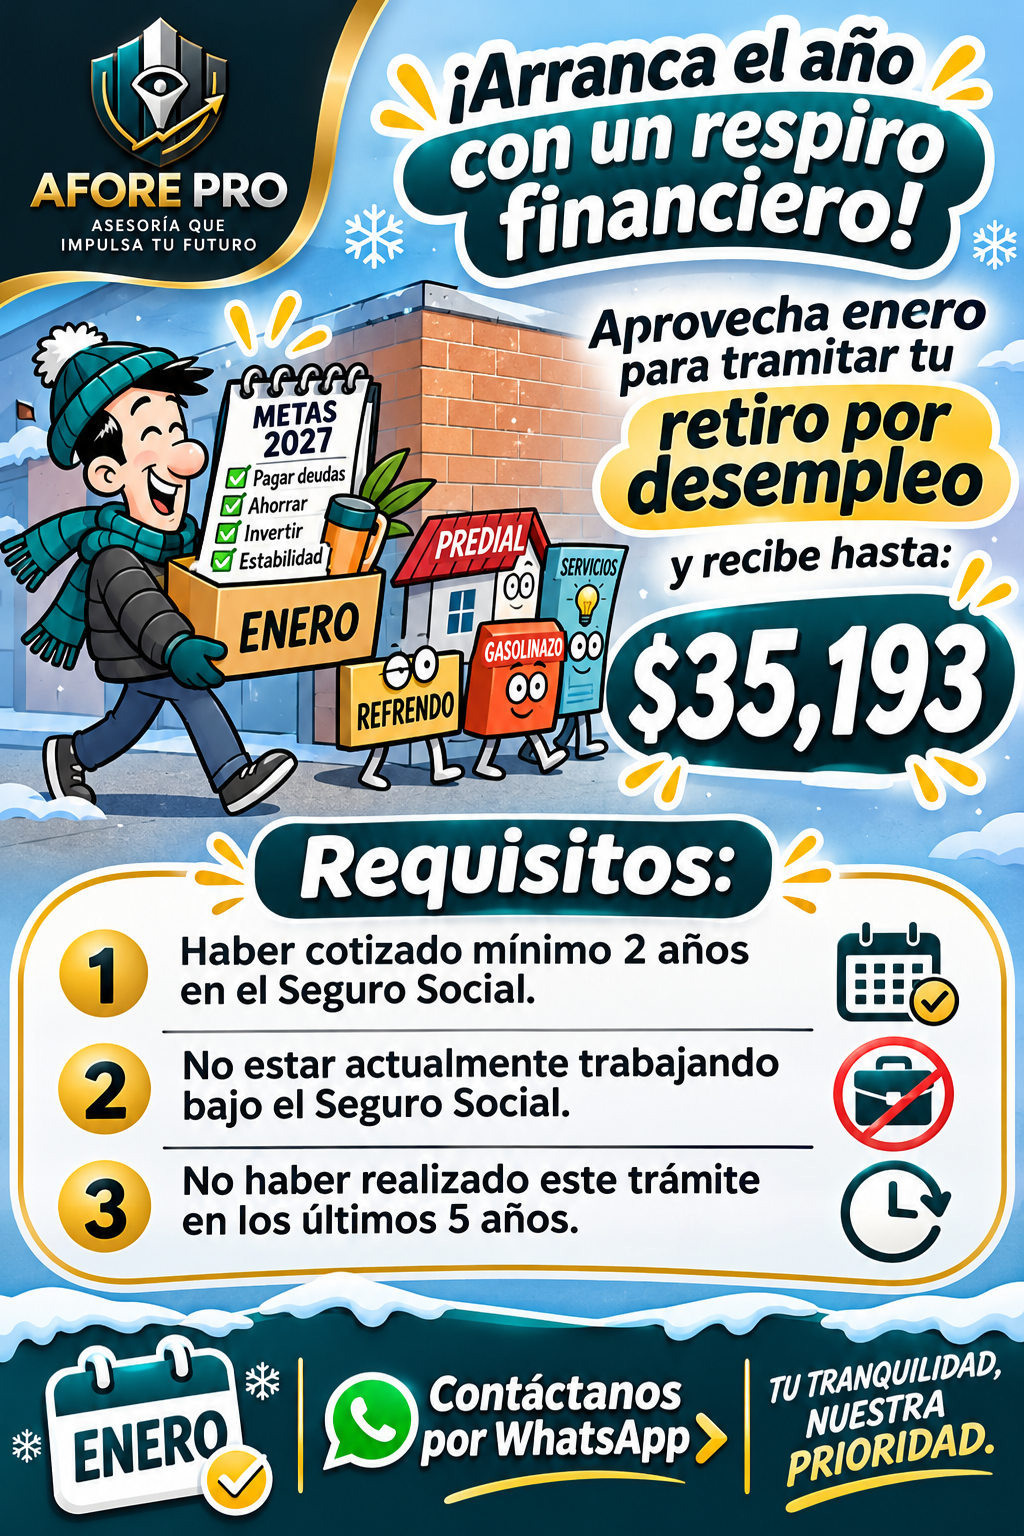 AFORE PRO
ASESORÍA QUE
IMPULSA TU FUTURO
¡Arranca el año
con un respiro
financiero!
Aprovecha enero
para tramitar tu
retiro por
desempleo
y recibe hasta:
$35,193
METAS
2027
Pagar deudas
Ahorrar
Invertir
Estabilidad
ENERO
PREDIAL
SERVICIOS
GASOLINAZO
REFRENDO
Requisitos:
1
Haber cotizado mínimo 2 años
en el Seguro Social.
2
No estar actualmente trabajando
bajo el Seguro Social.
3
No haber realizado este trámite
en los últimos 5 años.
ENERO
Contáctanos
por WhatsApp
TU TRANQUILIDAD,
NUESTRA
PRIORIDAD.